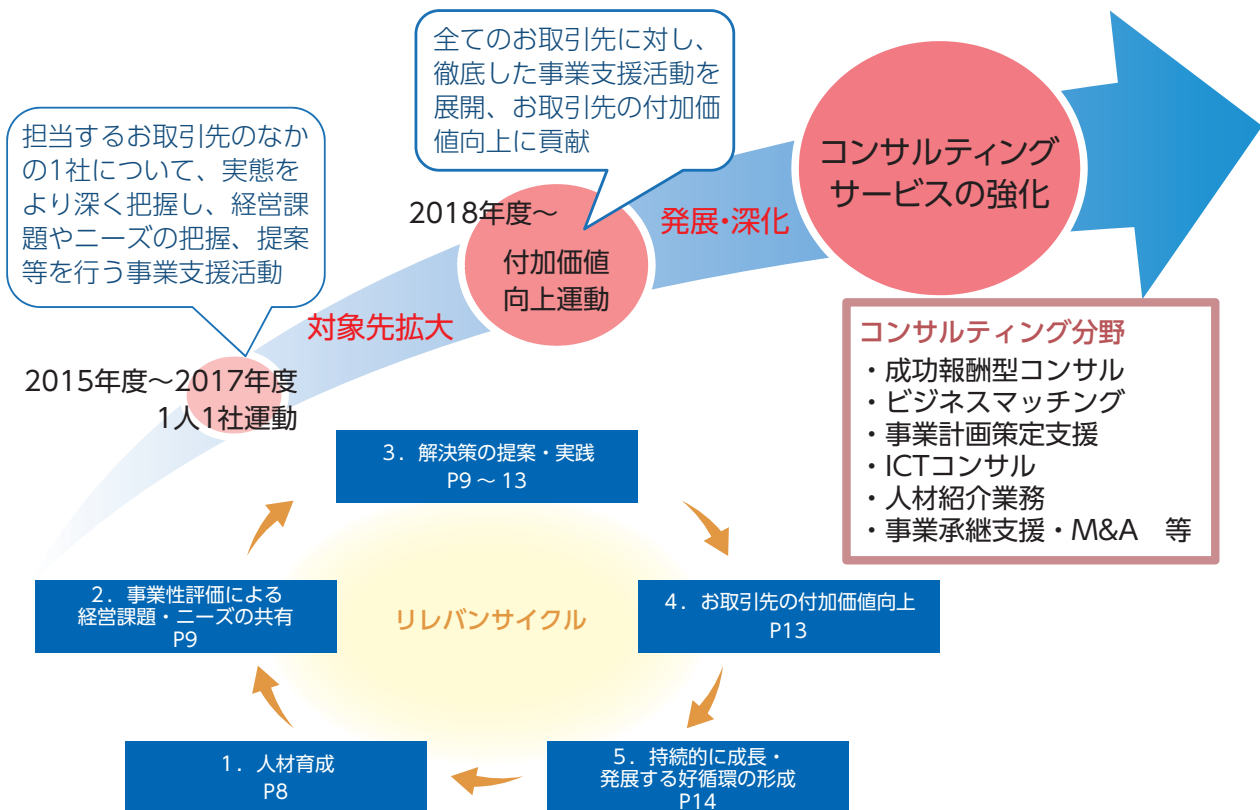 全てのお取引先に対し、
徹底した事業支援活動を
展開、お取引先の付加価
値向上に貢献
担当するお取引先のなか
の1社について、実態を
より深く把握し、経営課
題やニーズの把握、提案
等を行う事業支援活動
コンサルティング
サービスの強化
2018年度～
付加価値
向上運動
発展・深化
対象先拡大
2015年度～2017年度
1人1社運動
コンサルティング分野
・成功報酬型コンサル
・ビジネスマッチング
・事業計画策定支援
・ICTコンサル
・人材紹介業務
・事業承継支援・M&A　等
3．解決策の提案・実践
P9～13
2．事業性評価による
経営課題・ニーズの共有
P9
リレバンサイクル
4．お取引先の付加価値向上
P13
1．人材育成
P8
5．持続的に成長・
発展する好循環の形成
P14